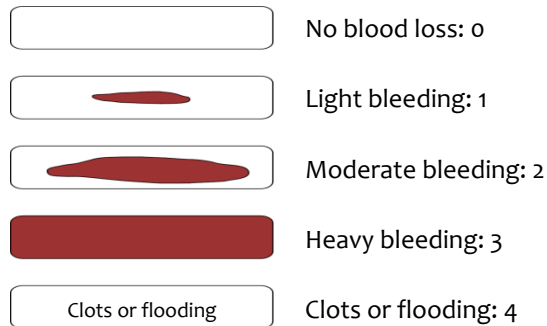 No blood loss: 0
Light bleeding: 1
Moderate bleeding: 2
Heavy bleeding: 3
Clots or flooding
Clots or flooding: 4